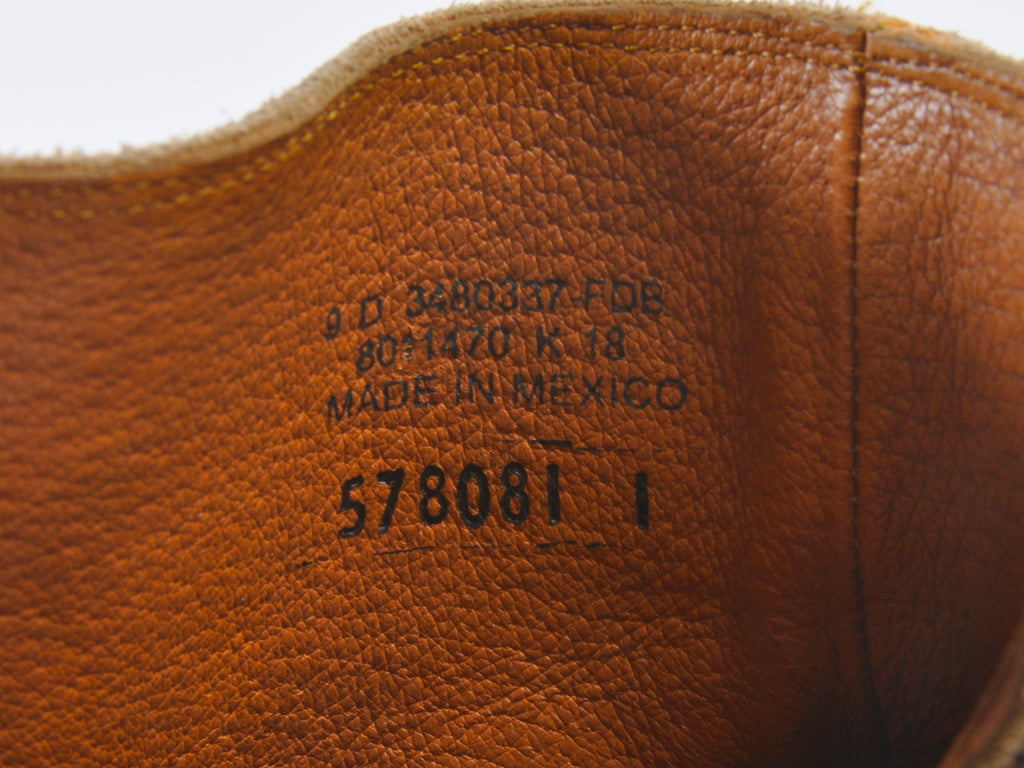 9 D 3480337-FDB
8011470 K 18
MADE IN MEXICO
578081 1